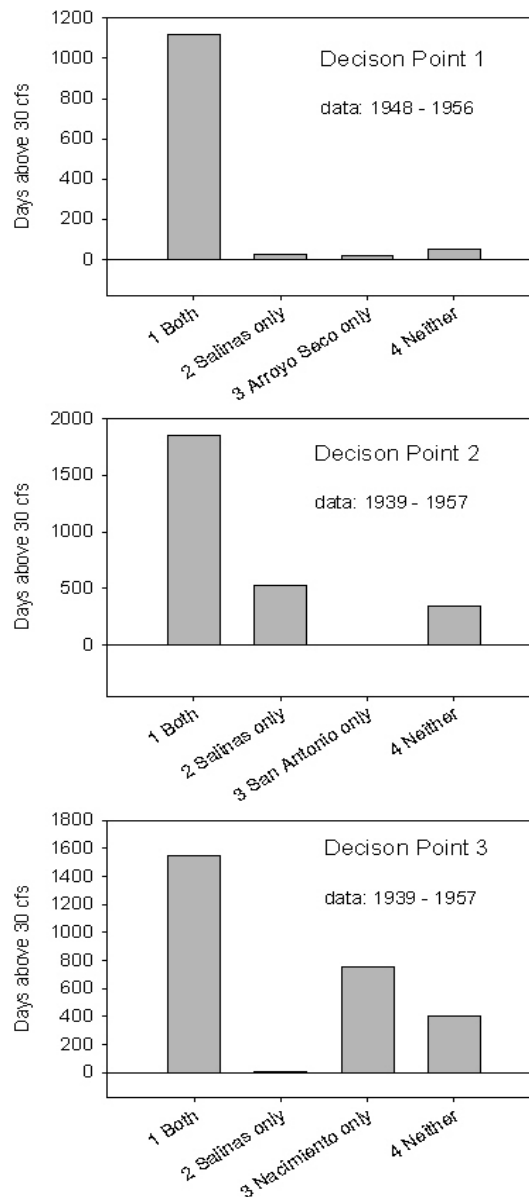 1200
1000
800
600
400
200
0
Days above 30 cfs
Decison Point 1
data: 1948 - 1956
1 Both
2 Salinas only
3 Arroyo Seco only
4 Neither
2000
1500
1000
500
0
Days above 30 cfs
Decison Point 2
data: 1939 - 1957
1 Both
2 Salinas only
3 San Antonio only
4 Neither
1800
1600
1400
1200
1000
800
600
400
200
0
Days above 30 cfs
Decison Point 3
data: 1939 - 1957
1 Both
2 Salinas only
3 Nacimiento only
4 Neither